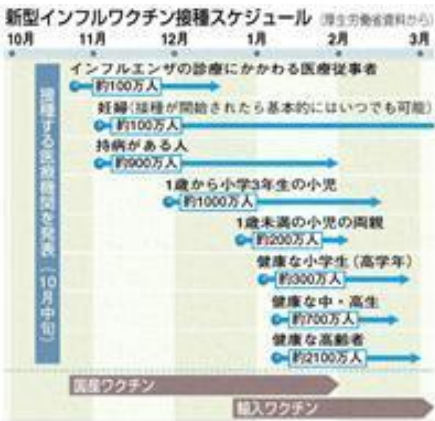 新型インフルワクチン接種スケジュール (厚生労働省資料から)
10月 11月 12月 1月 2月 3月
インフルエンザの診療にかかわる医療従事者
約100万人
妊婦(接種が開始されたら基本的にはいつでも可能)
約100万人
持病がある人
約900万人
1歳から小学3年生の小児
約1000万人
1歳未満の小児の両親
約200万人
健康な小学生(高学年)
約300万人
健康な中・高生
約700万人
健康な高齢者
約2100万人
接種する医療機関を発表(10月中旬)
国産ワクチン
輸入ワクチン